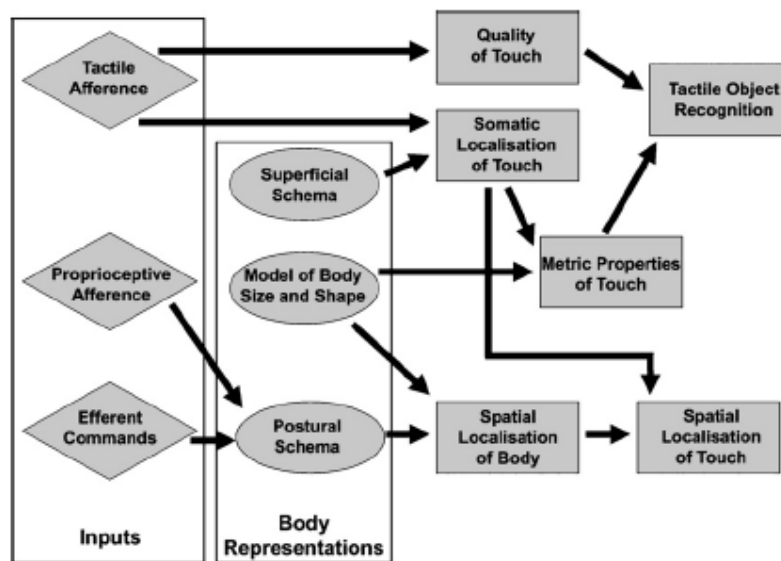 Tactile
Afference
Quality
of Touch
Tactile Object
Recognition
Somatic
Localisation
of Touch
Superficial
Schema
Proprioceptive
Afference
Model of Body
Size and Shape
Metric Properties
of Touch
Efferent
Commands
Postural
Schema
Spatial
Localisation
of Body
Spatial
Localisation
of Touch
Inputs
Body
Representations